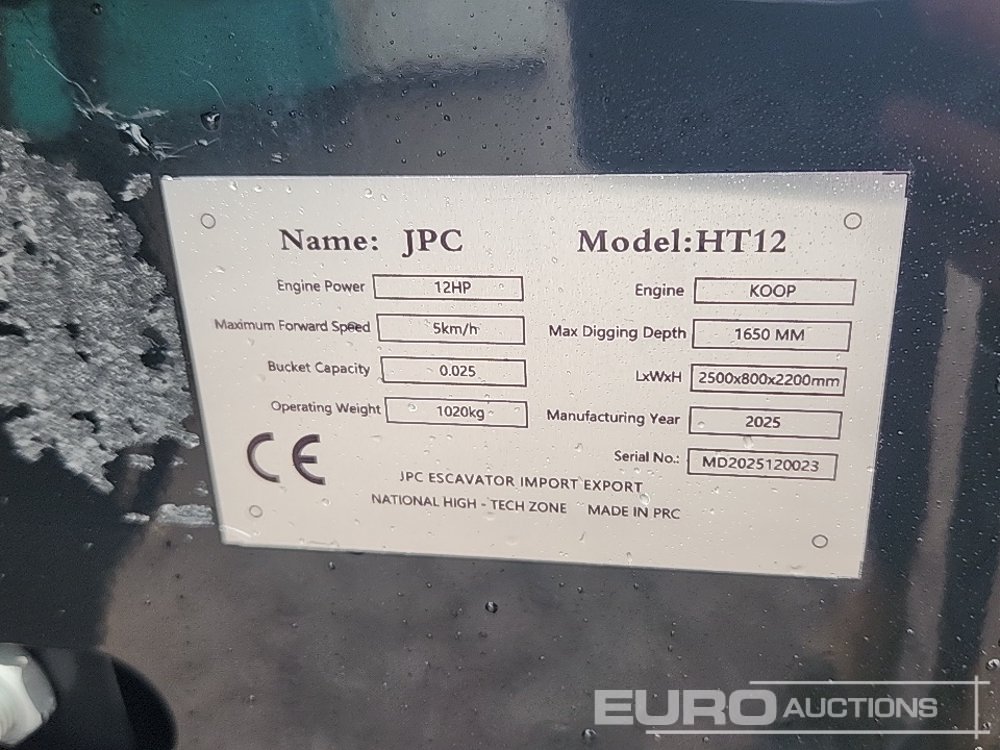 Name: JPC Model:HT12
Engine Power 12HP Engine KOOP
Maximum Forward Speed 5km/h Max Digging Depth 1650 MM
Bucket Capacity 0.025 LxWxH 2500x800x2200mm
Operating Weight 1020kg Manufacturing Year 2025
Serial No.: MD2025120023
CE
JPC ESCAVATOR IMPORT EXPORT
NATIONAL HIGH - TECH ZONE MADE IN PRC
EURO AUCTIONS